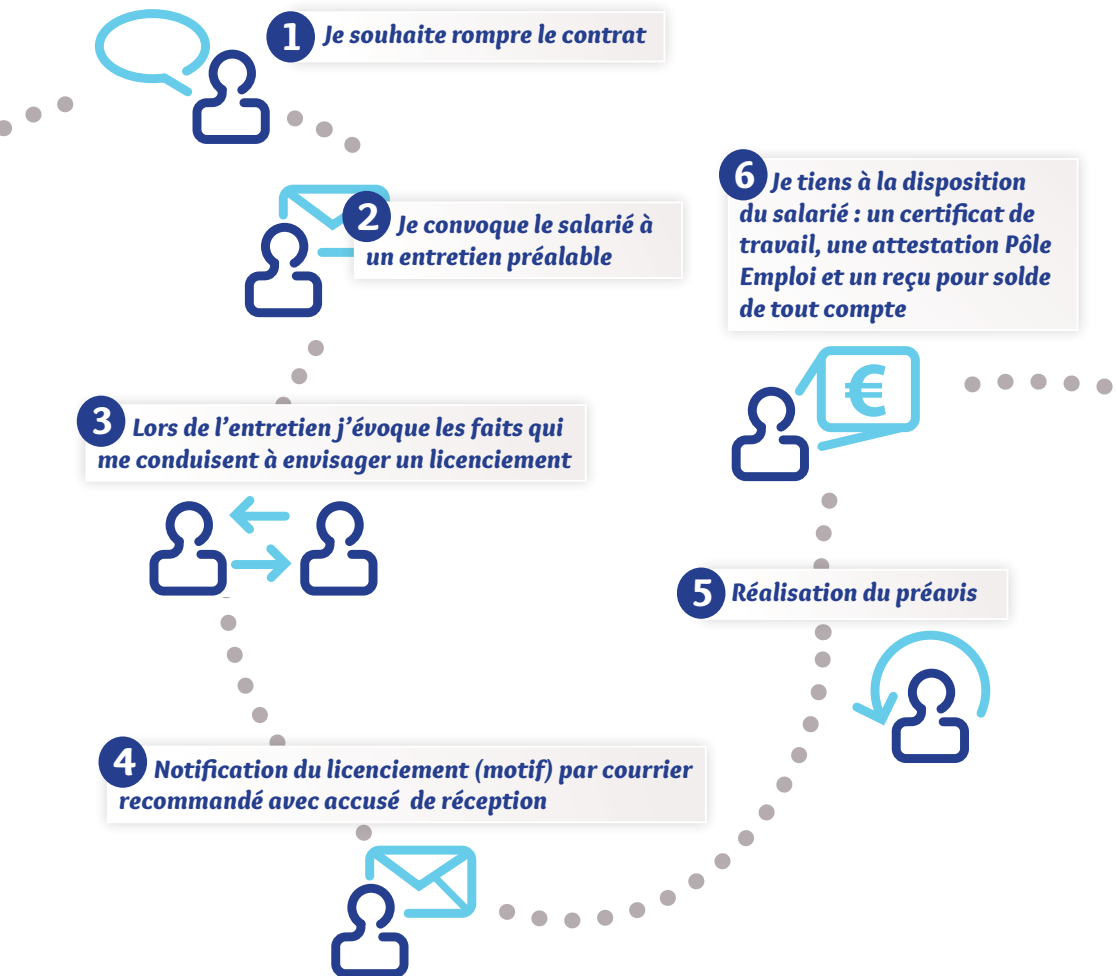 1 Je souhaite rompre le contrat
2 Je convoque le salarié à
un entretien préalable
3 Lors de l'entretien j'évoque les faits qui
me conduisent à envisager un licenciement
4 Notification du licenciement (motif) par courrier
recommandé avec accusé de réception
5 Réalisation du préavis
6 Je tiens à la disposition
du salarié : un certificat de
travail, une attestation Pôle
Emploi et un reçu pour solde
de tout compte
€